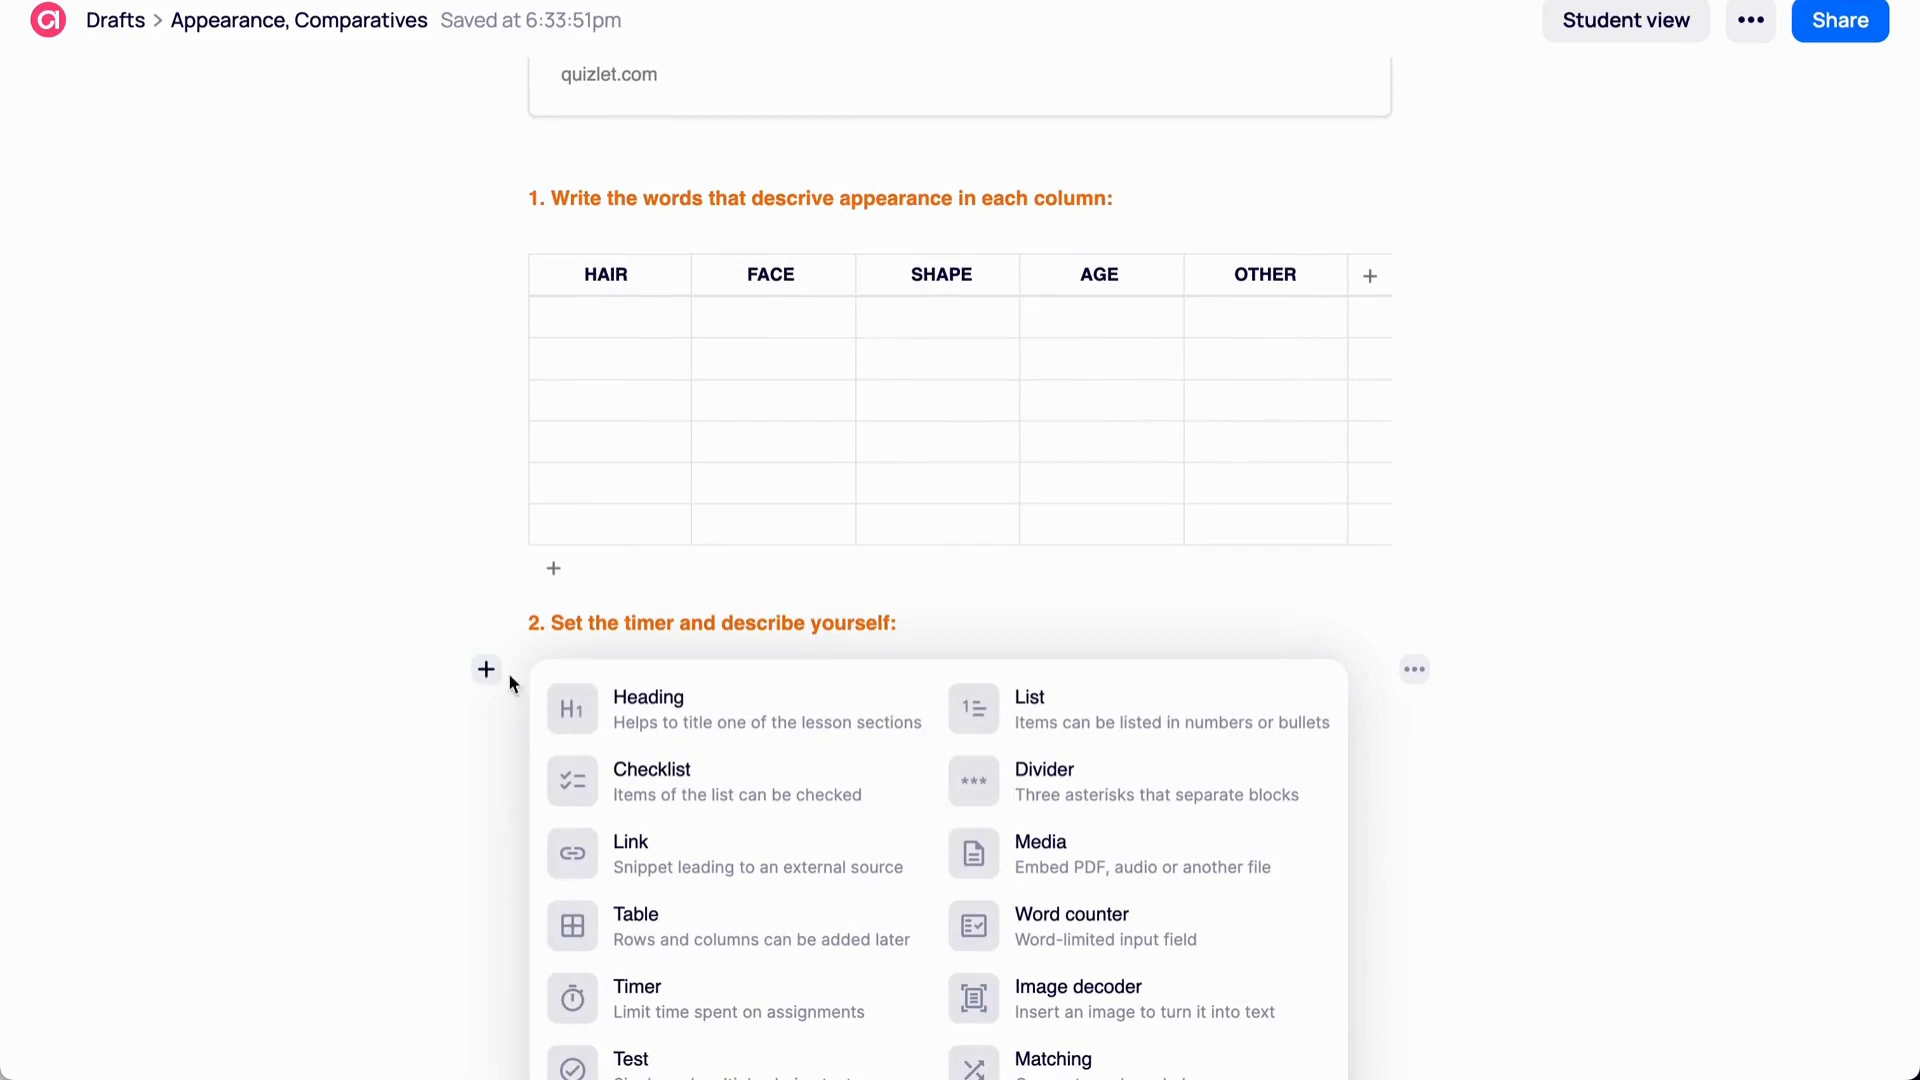 Drafts > Appearance, Comparatives Saved at 6:33:51pm
Student view
Share
quizlet.com
1. Write the words that descrive appearance in each column:
HAIR FACE SHAPE AGE OTHER +
+
2. Set the timer and describe yourself:
+
H1 Heading
Helps to title one of the lesson sections
List
Items can be listed in numbers or bullets
Checklist
Items of the list can be checked
Divider
Three asterisks that separate blocks
Link
Snippet leading to an external source
Media
Embed PDF, audio or another file
Table
Rows and columns can be added later
Word counter
Word-limited input field
Timer
Limit time spent on assignments
Image decoder
Insert an image to turn it into text
Test
Matching